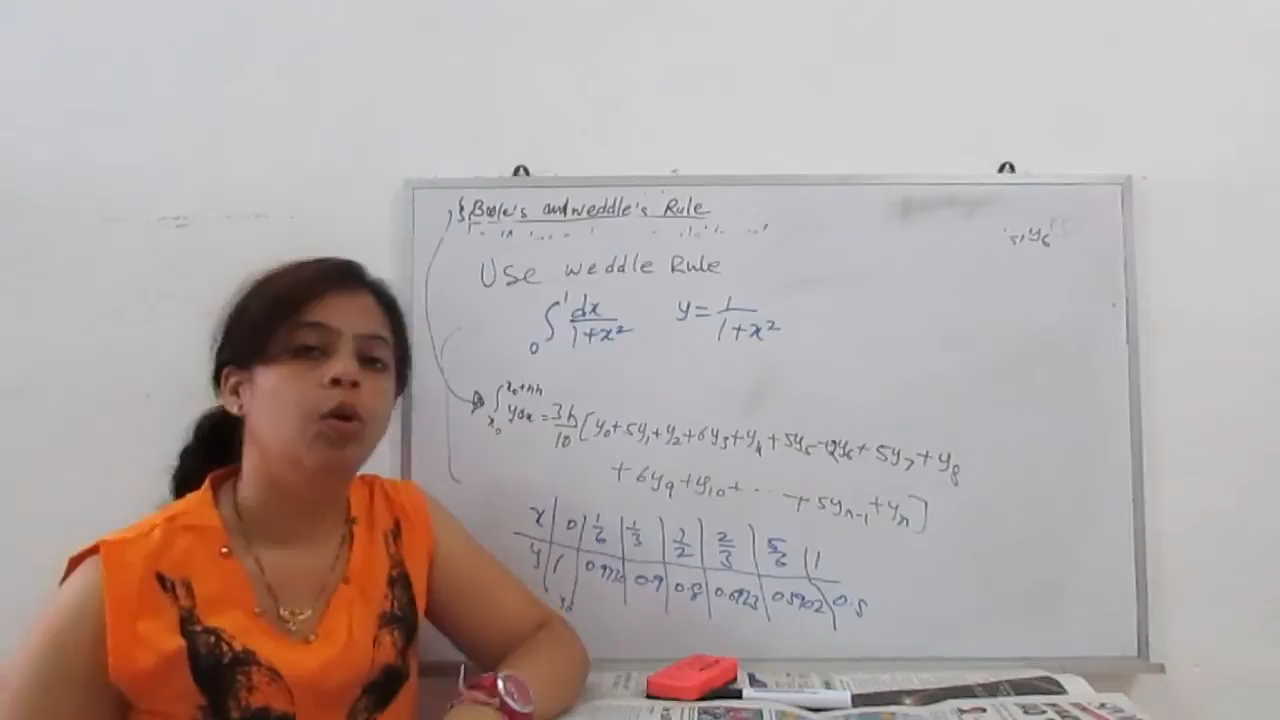 Boole's and weddle's Rule
Use weddle Rule
∫₀¹ dx/(1+x²) y = 1/(1+x²)
∫_{x₀}^{x₀+nh} ydx = 3h/10 [y₀+5y₁+y₂+6y₃+y₄+5y₅+2y₆+5y₇+y₈
+6y₉+y₁₀+ ... +5yₙ₋₁+yₙ]
x | 0 | 1/6 | 1/3 | 1/2 | 2/3 | 5/6 | 1
y | 1 | 0.9730 | 0.9 | 0.8 | 0.6923 | 0.5902 | 0.5
y₀